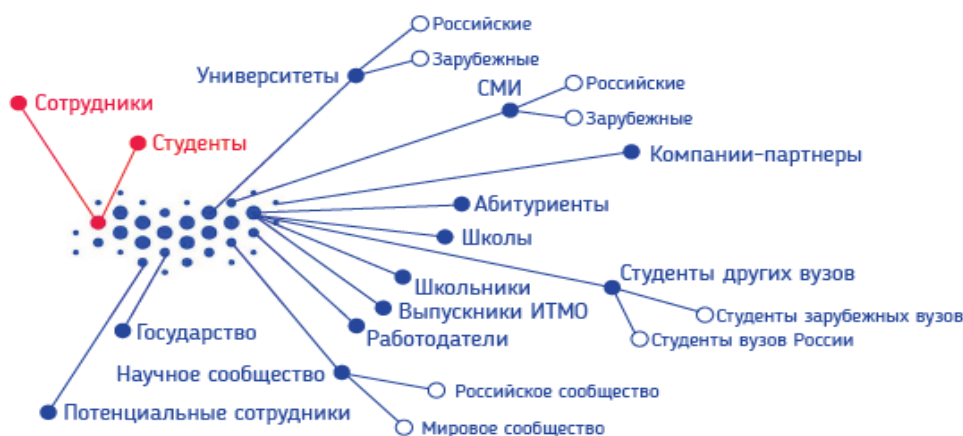 Российские
Зарубежные
Университеты
СМИ
Российские
Зарубежные
Сотрудники
Студенты
Компании-партнеры
Абитуриенты
Школы
Студенты других вузов
Школьники
Выпускники ИТМО
Студенты зарубежных вузов
Государство
Работодатели
Студенты вузов России
Научное сообщество
Российское сообщество
Потенциальные сотрудники
Мировое сообщество